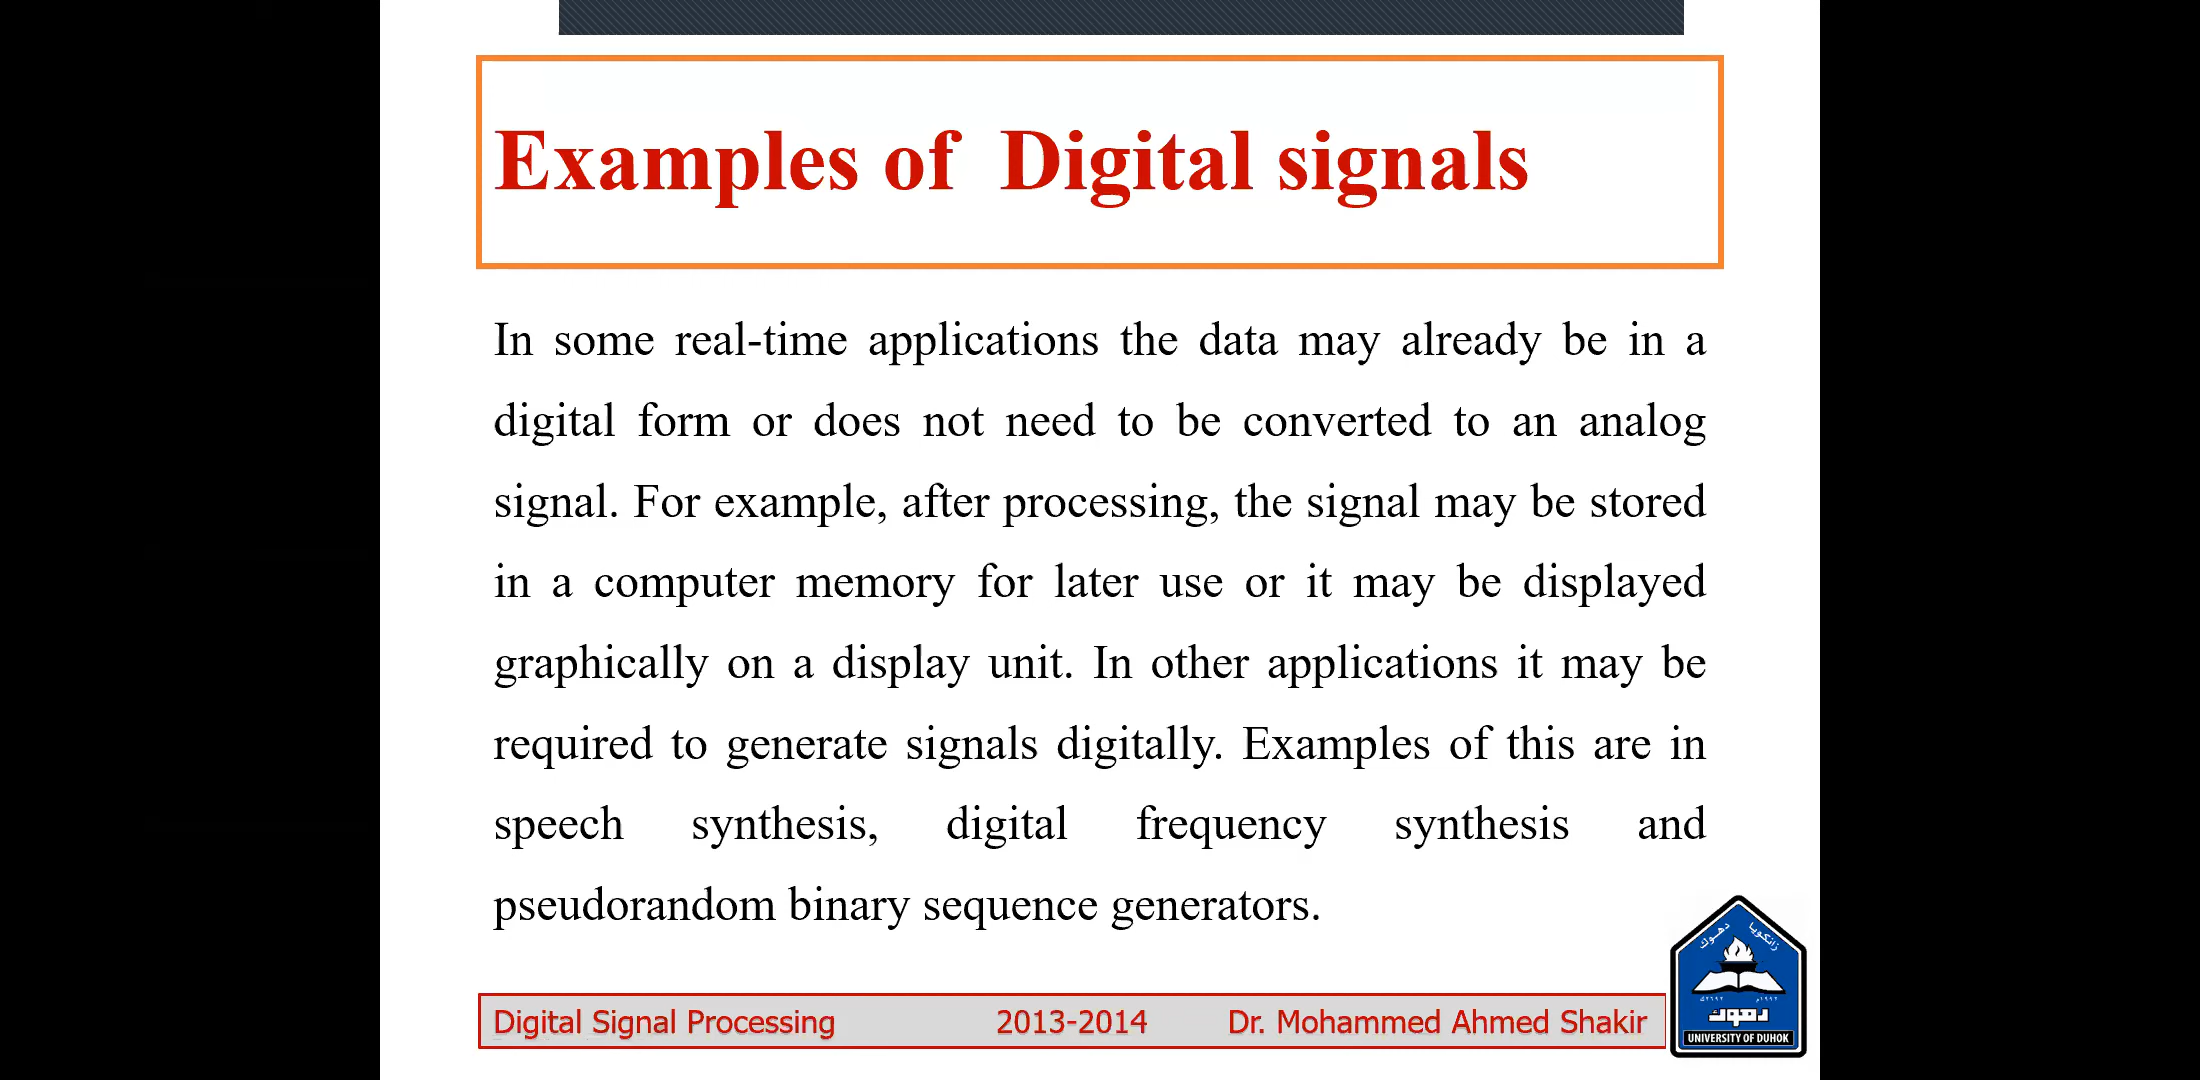 Examples of Digital signals
In some real-time applications the data may already be in a
digital form or does not need to be converted to an analog
signal. For example, after processing, the signal may be stored
in a computer memory for later use or it may be displayed
graphically on a display unit. In other applications it may be
required to generate signals digitally. Examples of this are in
speech synthesis, digital frequency synthesis and
pseudorandom binary sequence generators.
Digital Signal Processing 2013-2014 Dr. Mohammed Ahmed Shakir
زانکویا دهوك
دهوك
UNIVERSITY OF DUHOK